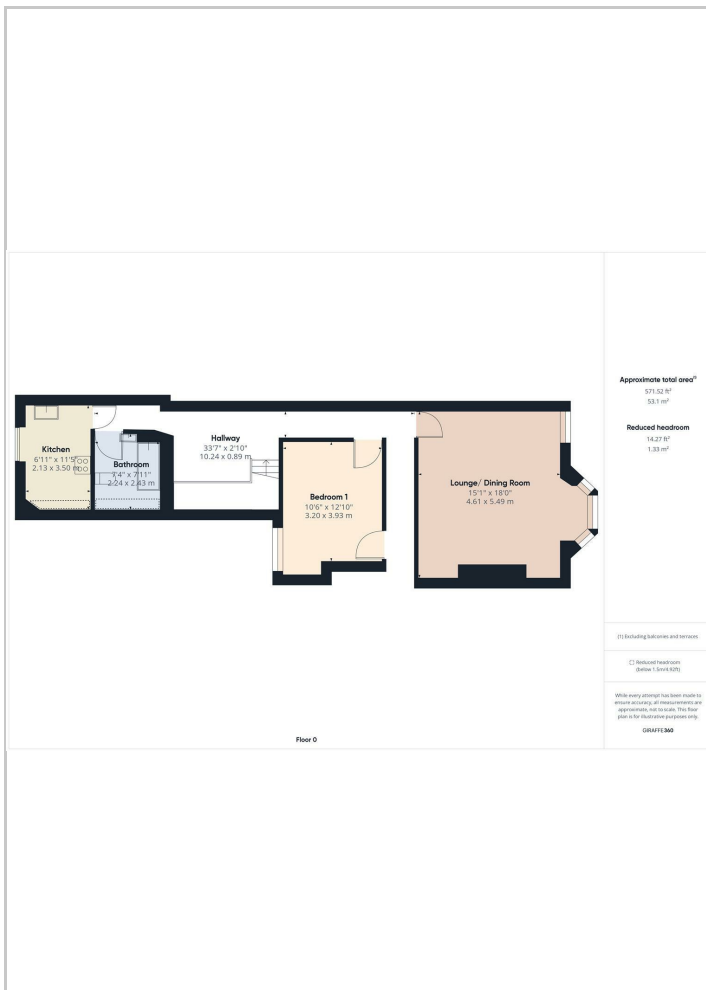 Kitchen
6'11" x 11'5"
2.13 x 3.50 m
Bathroom
7'4" x 7'11"
2.24 x 2.43 m
Hallway
33'7" x 2'10"
10.24 x 0.89 m
Bedroom 1
10'6" x 12'10"
3.20 x 3.93 m
Lounge/ Dining Room
15'1" x 18'0"
4.61 x 5.49 m
Floor 0
Approximate total area⁽¹⁾
571.52 ft²
53.1 m²
Reduced headroom
14.27 ft²
1.33 m²
(1) Excluding balconies and terraces
Reduced headroom
(below 1.5m/4.92ft)
While every attempt has been made to
ensure accuracy, all measurements are
approximate, not to scale. This floor
plan is for illustrative purposes only.
GIRAFFE360